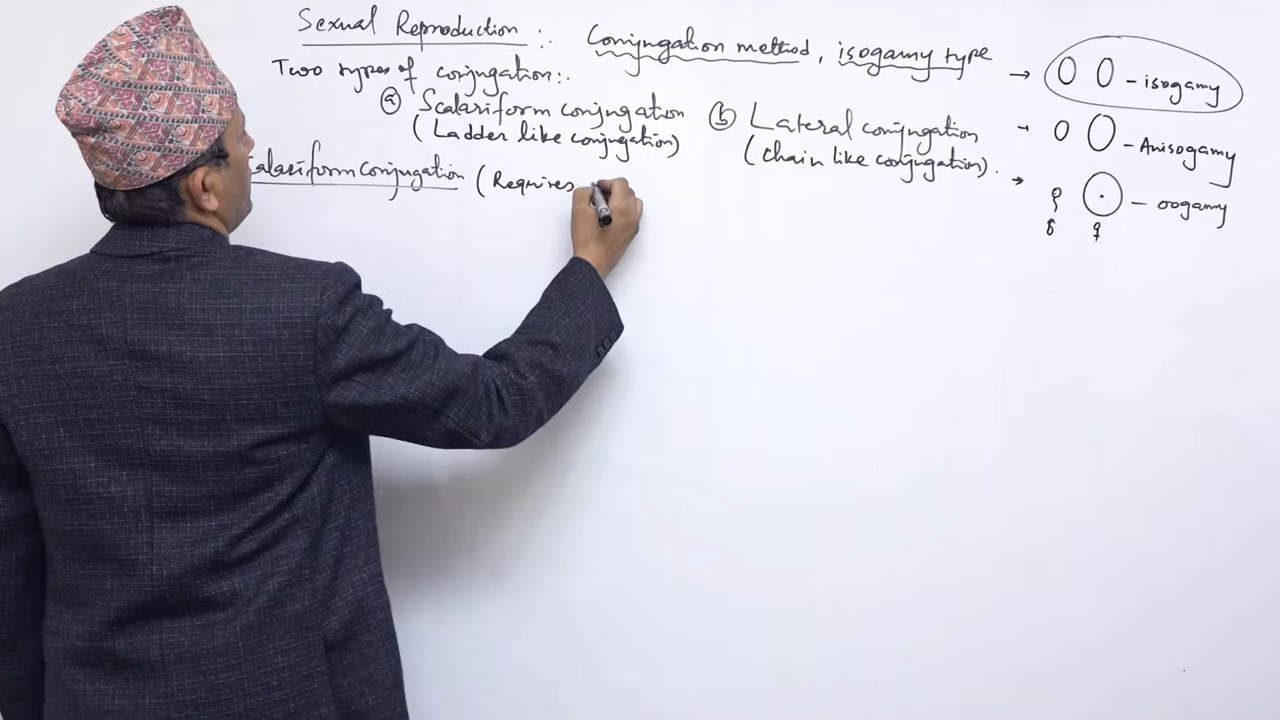 Sexual Reproduction :. Conjugation method, isogamy type
Two types of conjugation:.
ⓐ Scalariform conjugation
(Ladder like conjugation)
ⓑ Lateral conjugation
(chain like conjugation).
→ - isogamy
→ - Anisogamy
→ - oogamy
♂ ♀
calariform conjugation (Requires